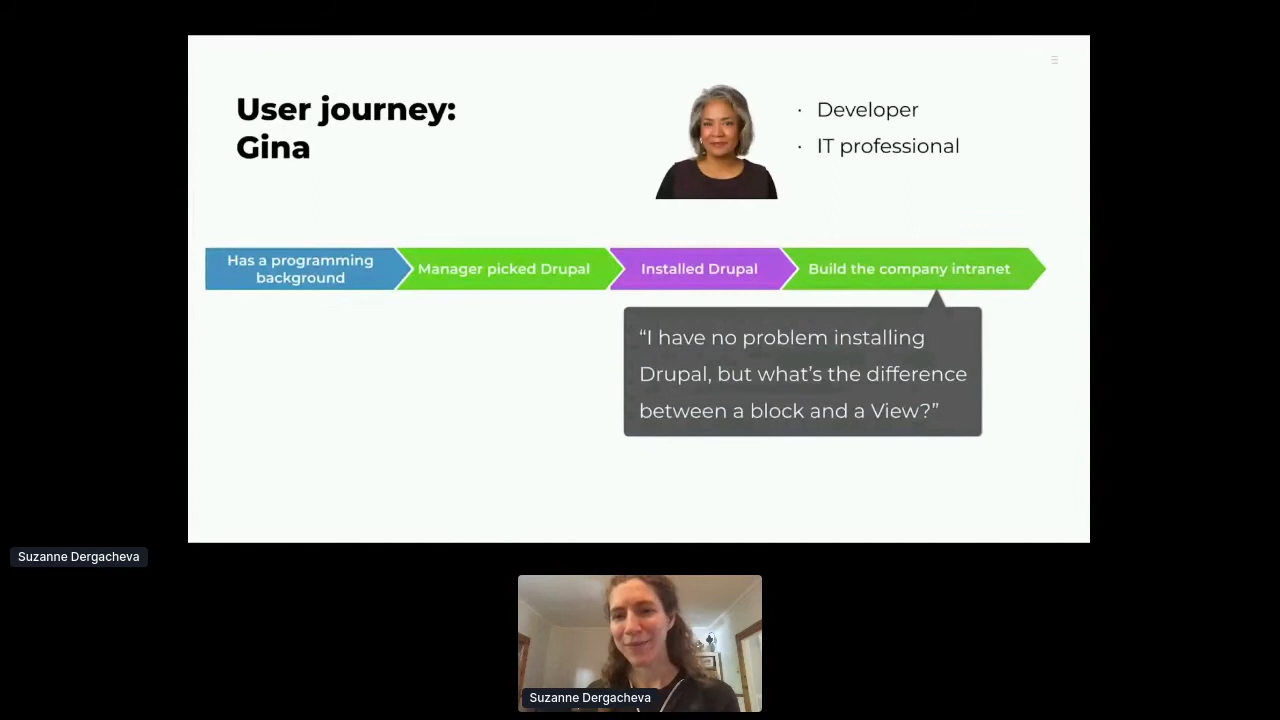 User journey:
Gina
· Developer
· IT professional
Has a programming
background
Manager picked Drupal
Installed Drupal
Build the company intranet
“I have no problem installing
Drupal, but what’s the difference
between a block and a View?”
Suzanne Dergacheva
Suzanne Dergacheva